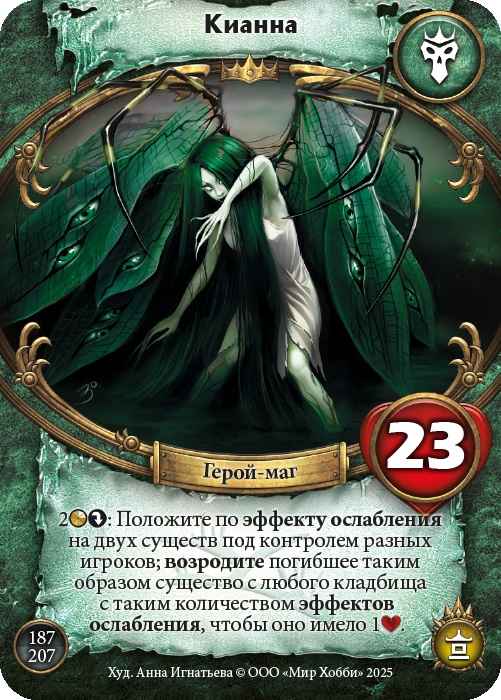 Кианна
23
Герой-маг
2: Положите по эффекту ослабления
на двух существ под контролем разных
игроков; возродите погибшее таким
образом существо с любого кладбища
с таким количеством эффектов
ослабления, чтобы оно имело 1.
187
207
Худ. Анна Игнатьева © ООО «Мир Хобби» 2025